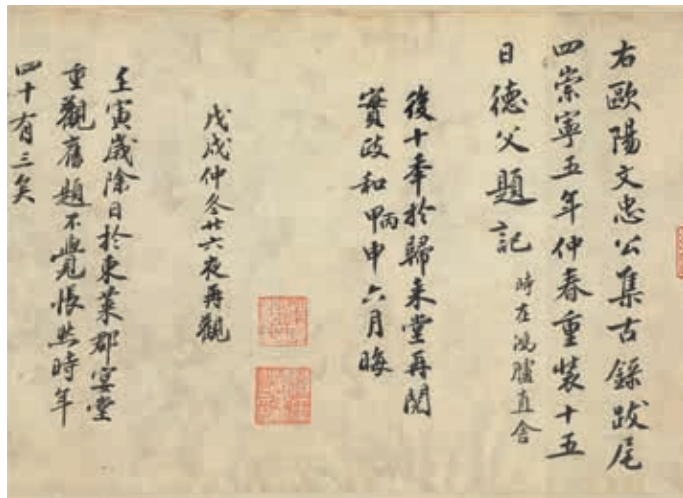 右歐陽文忠公集古錄跋尾
四崇寧五年仲春重裝十五
日德父題記
時在鴻臚直舍
後十年於歸来堂再閱
實政和甲丙申六月晦
戊戌仲冬廿六夜再觀
壬寅歲除日於東萊郡宴堂
重觀舊題不覺悵然時年
四十有三矣